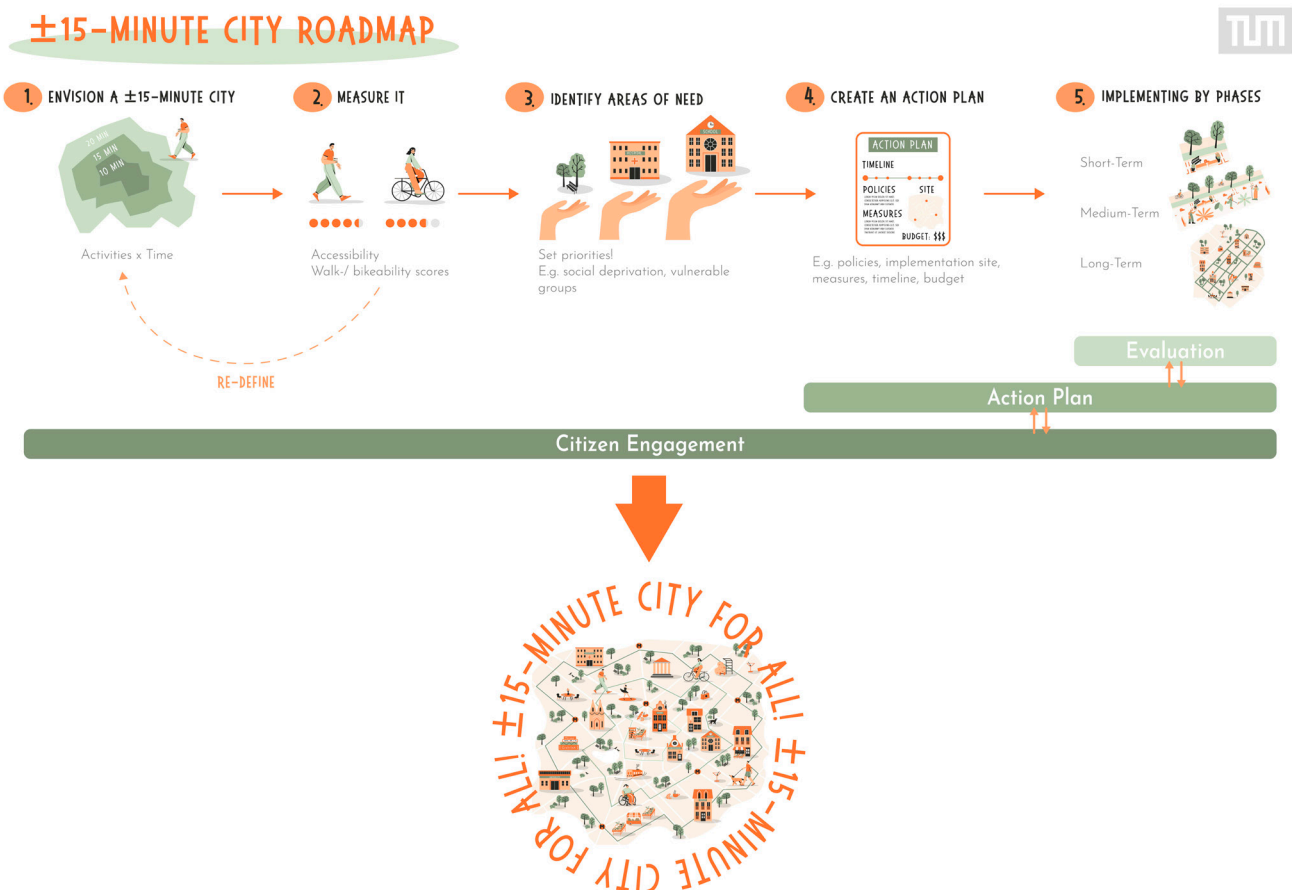 ±15-MINUTE CITY ROADMAP
TUM
1. ENVISION A ±15-MINUTE CITY
20 MIN
15 MIN
10 MIN
Activities x Time
2. MEASURE IT
Accessibility
Walk-/ bikeability scores
RE-DEFINE
3. IDENTIFY AREAS OF NEED
Set priorities!
E.g. social deprivation, vulnerable
groups
4. CREATE AN ACTION PLAN
ACTION PLAN
TIMELINE
POLICIES
SITE
MEASURES
BUDGET: $$$
E.g. policies, implementation site,
measures, timeline, budget
5. IMPLEMENTING BY PHASES
Short-Term
Medium-Term
Long-Term
Evaluation
Action Plan
Citizen Engagement
±15-MINUTE CITY FOR ALL!
±15-MINUTE CITY FOR ALL!